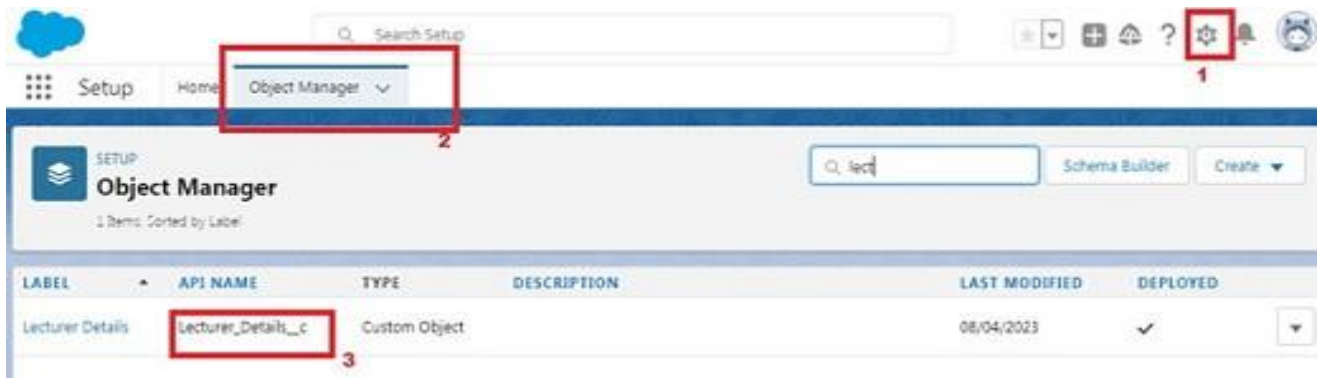 Search Setup
1
Setup Home Object Manager
2
SETUP
Object Manager
1 Items, Sorted by Label
lect
Schema Builder
Create
LABEL API NAME TYPE DESCRIPTION LAST MODIFIED DEPLOYED
Lecturer Details Lecturer_Details__c Custom Object 08/04/2023
3